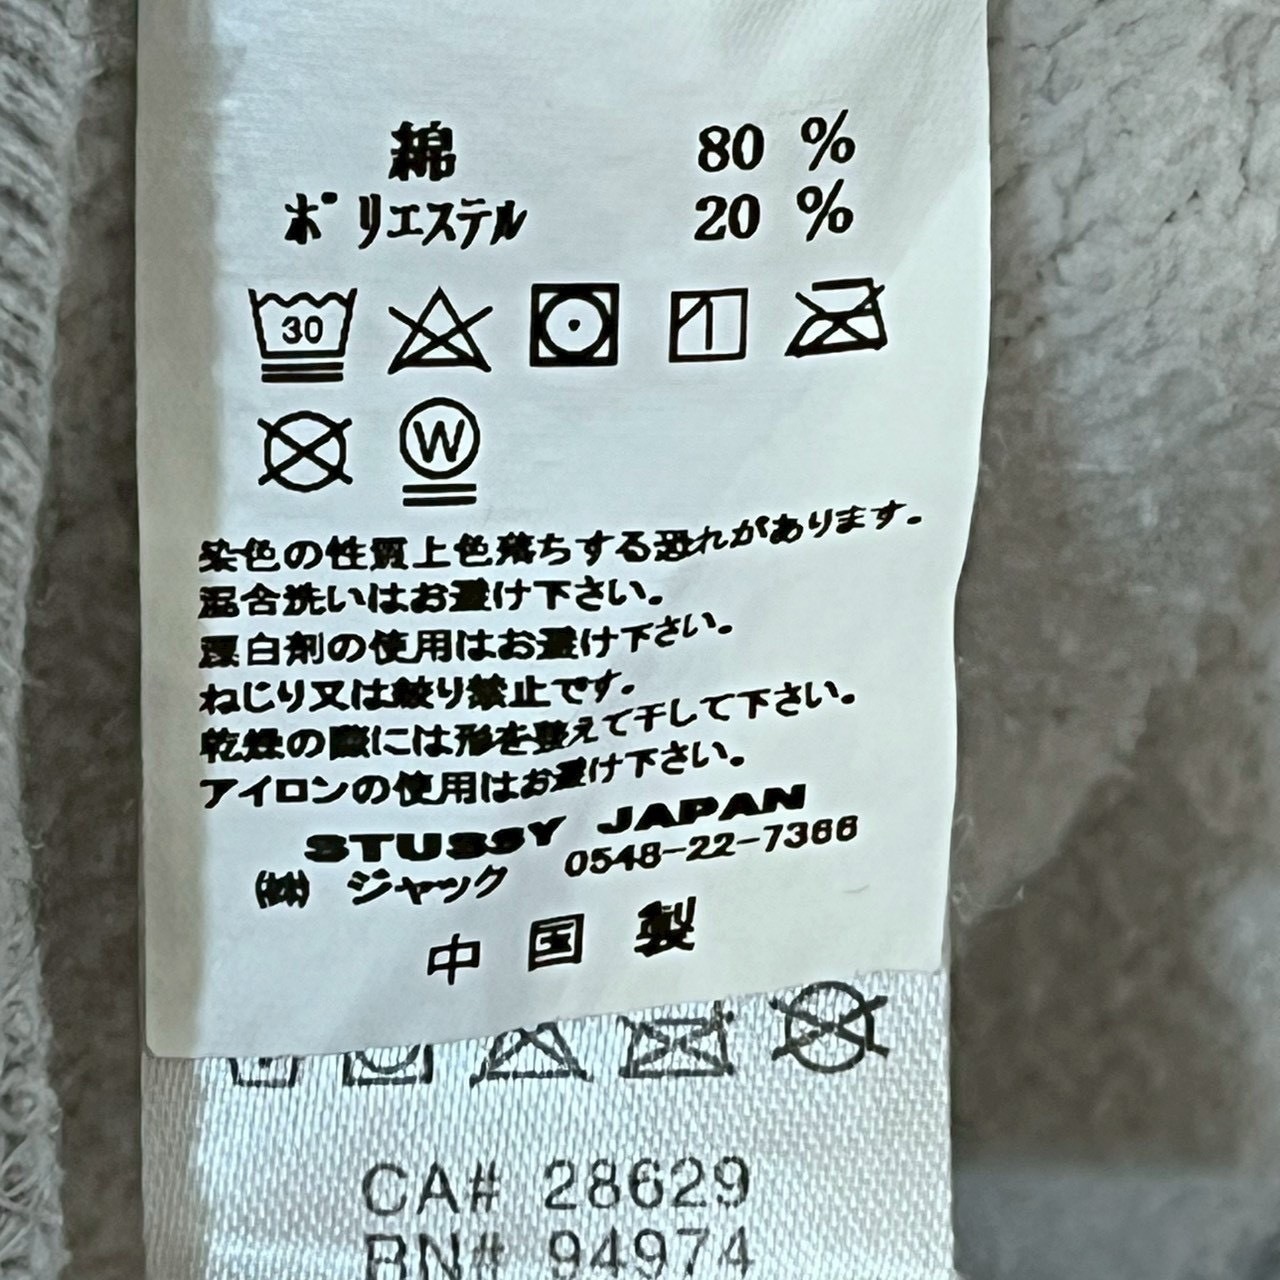 綿 80 %
ポリエステル 20 %
30
W
染色の性質上色落ちする恐れがあります。
混合洗いはお避け下さい。
漂白剤の使用はお避け下さい。
ねじり又は絞り禁止です。
乾燥の際には形を整えて干して下さい。
アイロンの使用はお避け下さい。
STUSSY JAPAN
㈱ ジャック 0548-22-7366
中国製
CA# 28629
RN# 94974